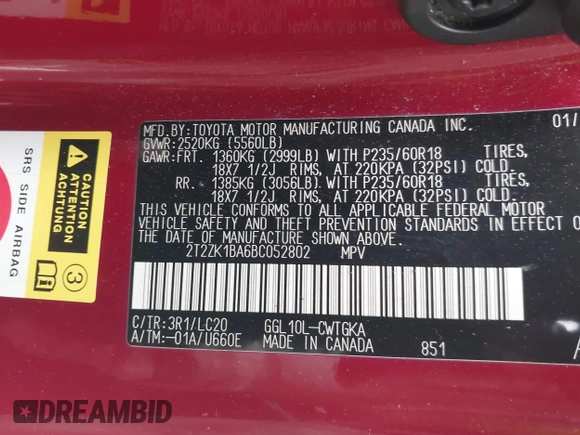 MFD.BY:TOYOTA MOTOR MANUFACTURING CANADA INC. 01/
GVWR:2520KG (5560LB)
GAWR:FRT. 1360KG (2999LB) WITH P235/60R18 TIRES,
18X7 1/2J RIMS, AT 220KPA (32PSI) COLD
RR. 1385KG (3056LB) WITH P235/60R18 TIRES,
18X7 1/2J RIMS, AT 220KPA (32PSI) COLD.
THIS VEHICLE CONFORMS TO ALL APPLICABLE FEDERAL MOTOR
VEHICLE SAFETY AND THEFT PREVENTION STANDARDS IN EFFECT O
THE DATE OF MANUFACTURE SHOWN ABOVE.
2T2ZK1BA6BC052802 MPV
C/TR:3R1/LC20 GGL10L-CWTGKA
A/TM:-01A/U660E MADE IN CANADA 851 A
SRS SIDE AIRBAG
CAUTION
ATTENTION
3
DREAMBID